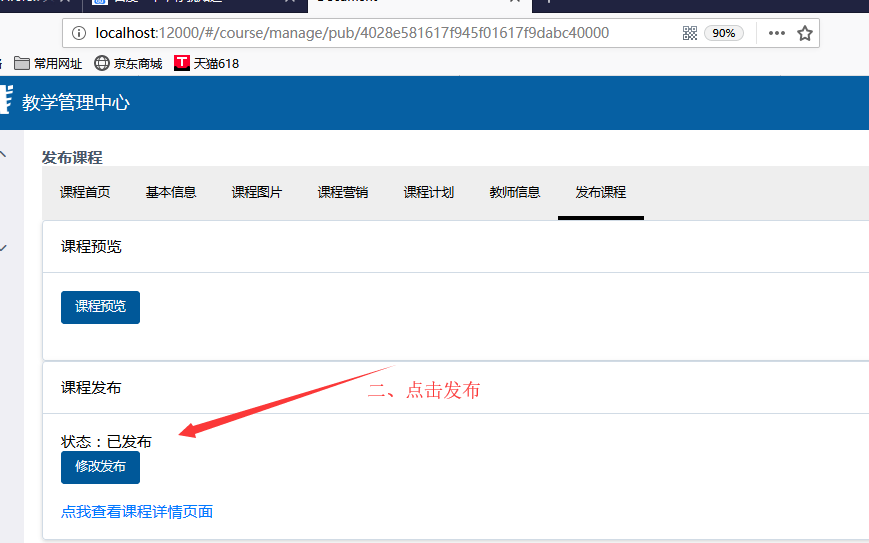 localhost:12000/#/course/manage/pub/4028e581617f945f01617f9dabc40000
90%
常用网址 京东商城 T 天猫618
教学管理中心
发布课程
课程首页 基本信息 课程图片 课程营销 课程计划 教师信息 发布课程
课程预览
课程预览
课程发布
二、点击发布
状态：已发布
修改发布
点我查看课程详情页面